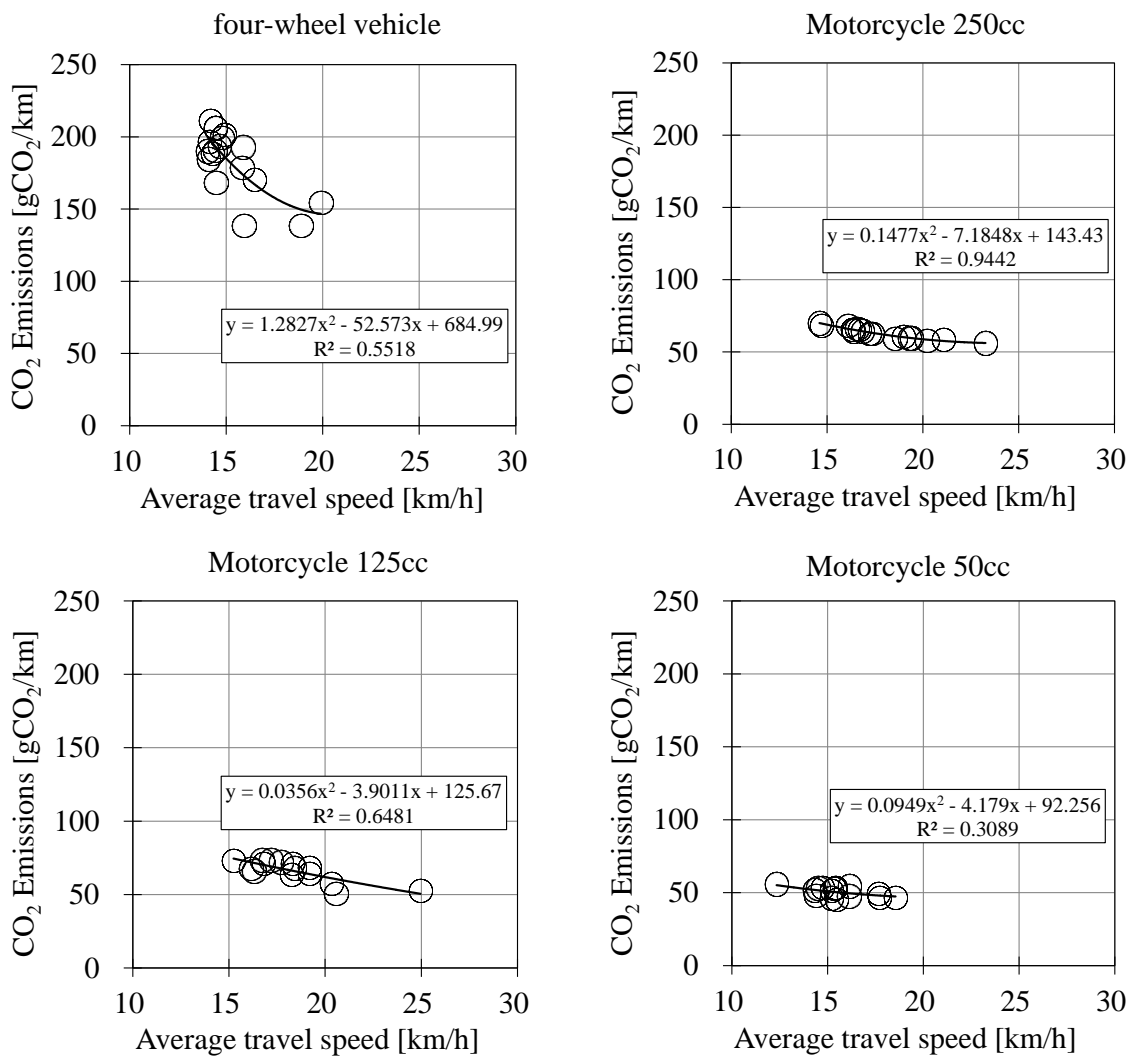 four-wheel vehicle
CO₂ Emissions [gCO₂/km]
250
200
150
100
50
0
y = 1.2827x² - 52.573x + 684.99
R² = 0.5518
10 15 20 25 30
Average travel speed [km/h]
Motorcycle 250cc
CO₂ Emissions [gCO₂/km]
250
200
150
100
50
0
y = 0.1477x² - 7.1848x + 143.43
R² = 0.9442
10 15 20 25 30
Average travel speed [km/h]
Motorcycle 125cc
CO₂ Emissions [gCO₂/km]
250
200
150
100
50
0
y = 0.0356x² - 3.9011x + 125.67
R² = 0.6481
10 15 20 25 30
Average travel speed [km/h]
Motorcycle 50cc
CO₂ Emissions [gCO₂/km]
250
200
150
100
50
0
y = 0.0949x² - 4.179x + 92.256
R² = 0.3089
10 15 20 25 30
Average travel speed [km/h]